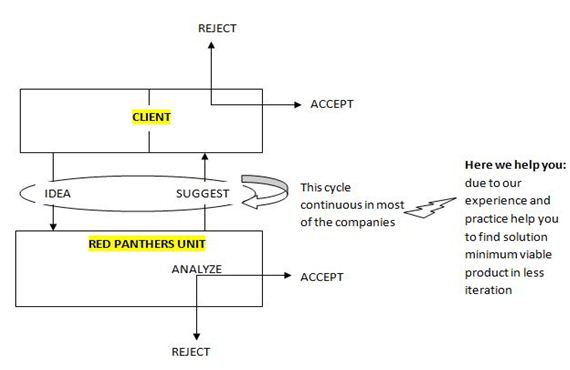 REJECT
ACCEPT
CLIENT
IDEA
SUGGEST
This cycle
continuous in most
of the companies
Here we help you:
due to our
experience and
practice help you
to find solution
minimum viable
product in less
iteration
RED PANTHERS UNIT
ANALYZE
ACCEPT
REJECT